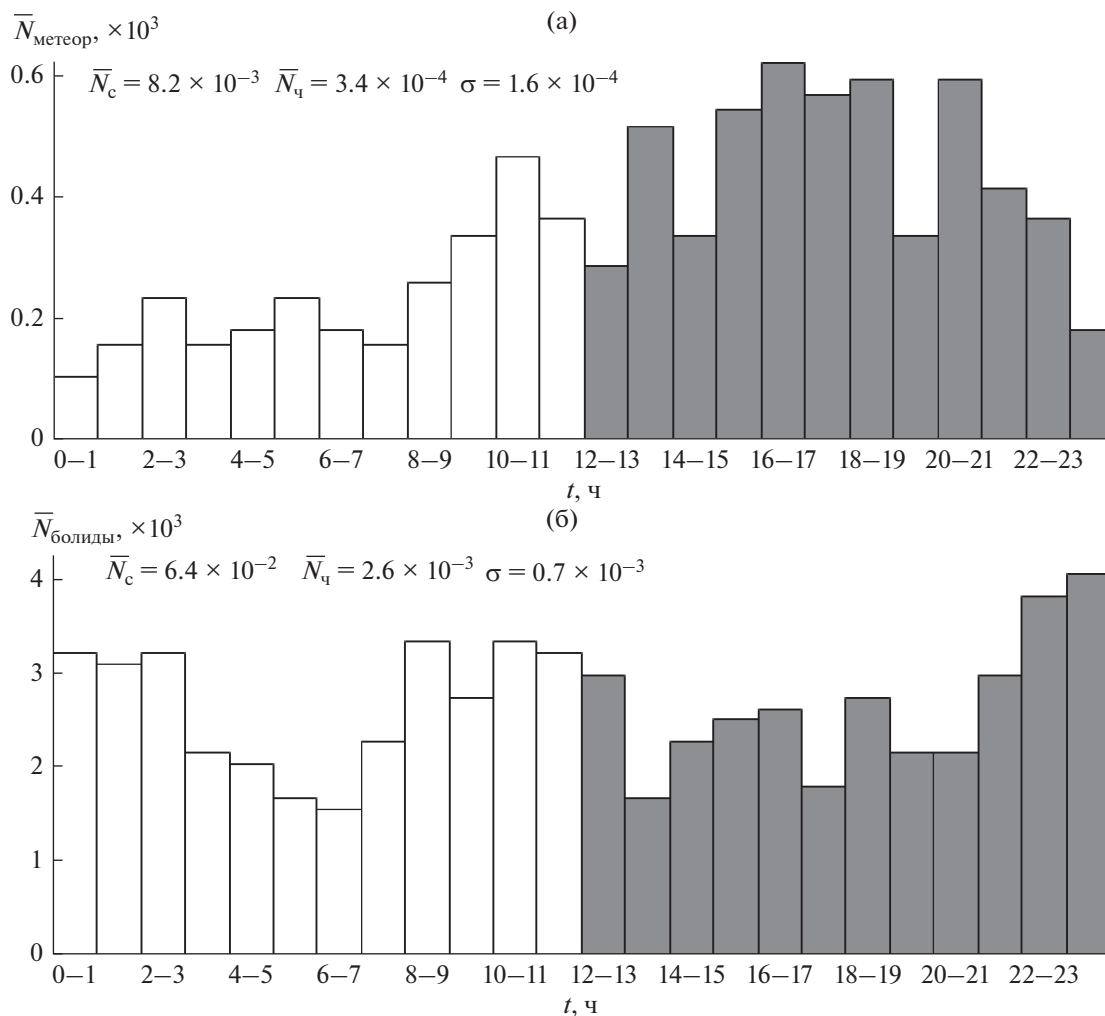 (а)
N̅метеор, ×10³
N̅с = 8.2 × 10⁻³ N̅ч = 3.4 × 10⁻⁴ σ = 1.6 × 10⁻⁴
0.6
0.4
0.2
0
0–1 2–3 4–5 6–7 8–9 10–11 12–13 14–15 16–17 18–19 20–21 22–23
t, ч
(б)
N̅болиды, ×10³
N̅с = 6.4 × 10⁻² N̅ч = 2.6 × 10⁻³ σ = 0.7 × 10⁻³
4
3
2
1
0
0–1 2–3 4–5 6–7 8–9 10–11 12–13 14–15 16–17 18–19 20–21 22–23
t, ч